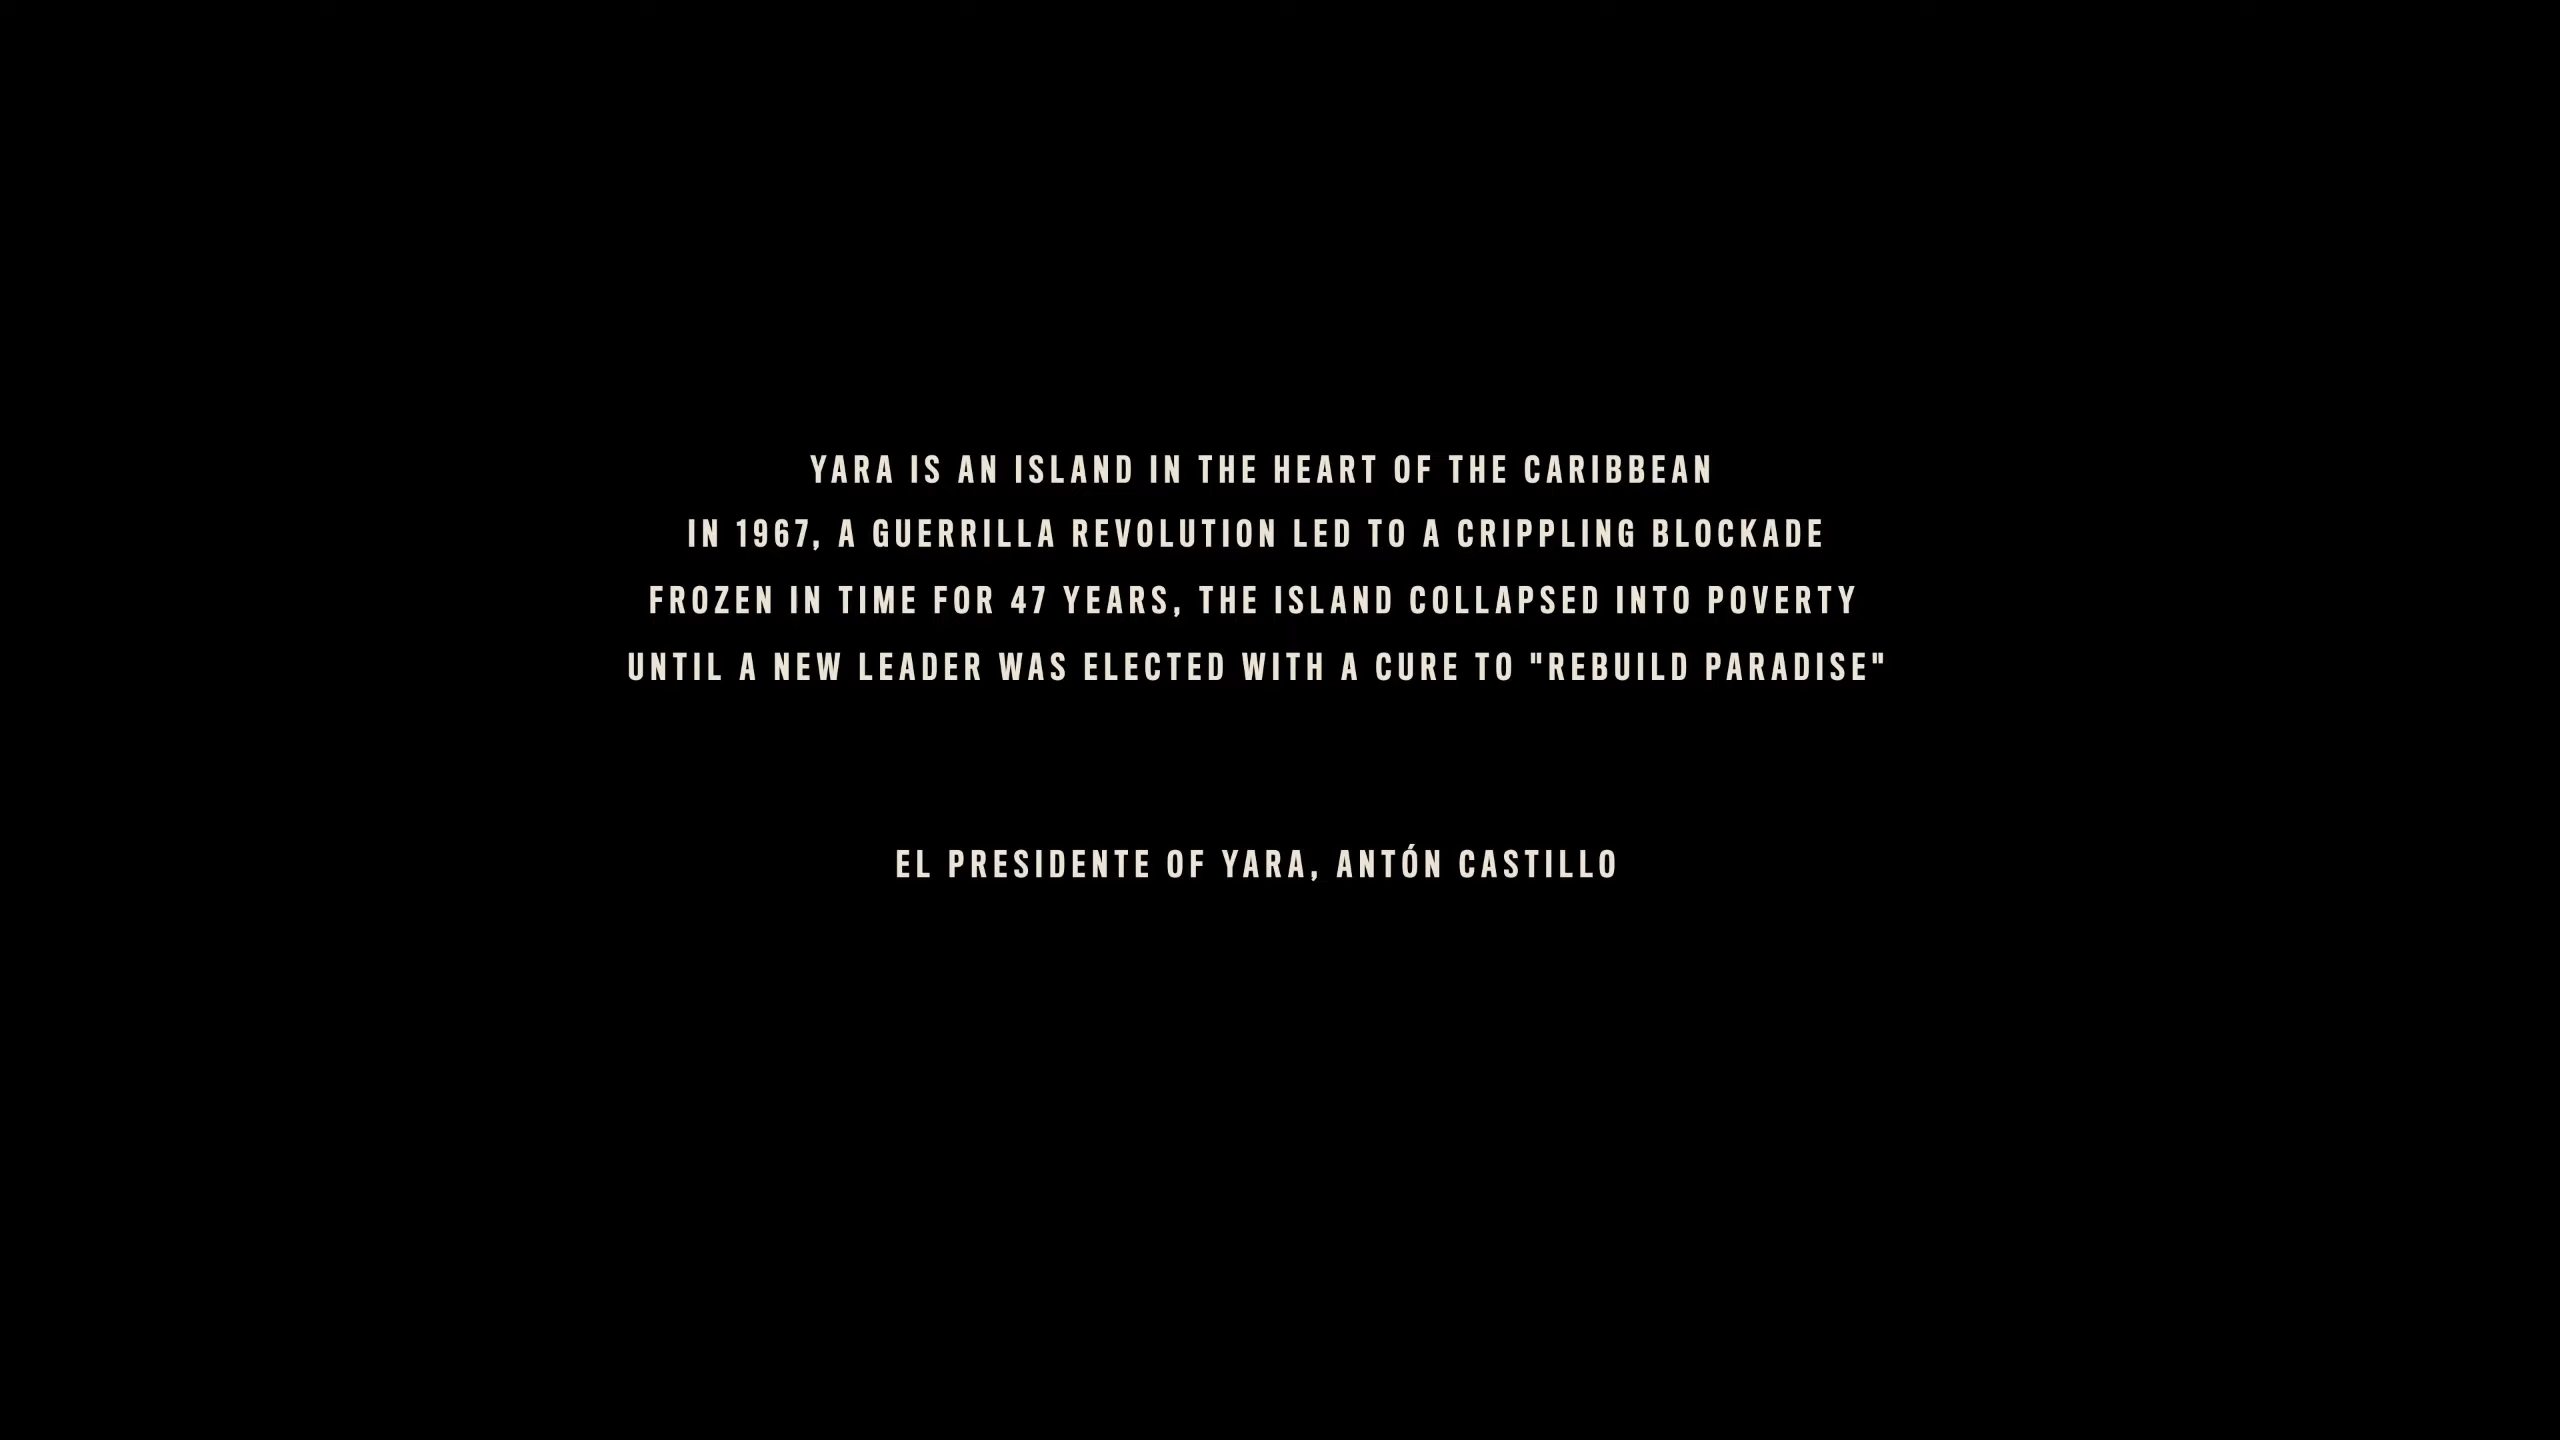 YARA IS AN ISLAND IN THE HEART OF THE CARIBBEAN
IN 1967, A GUERRILLA REVOLUTION LED TO A CRIPPLING BLOCKADE
FROZEN IN TIME FOR 47 YEARS, THE ISLAND COLLAPSED INTO POVERTY
UNTIL A NEW LEADER WAS ELECTED WITH A CURE TO "REBUILD PARADISE"
EL PRESIDENTE OF YARA, ANTÓN CASTILLO